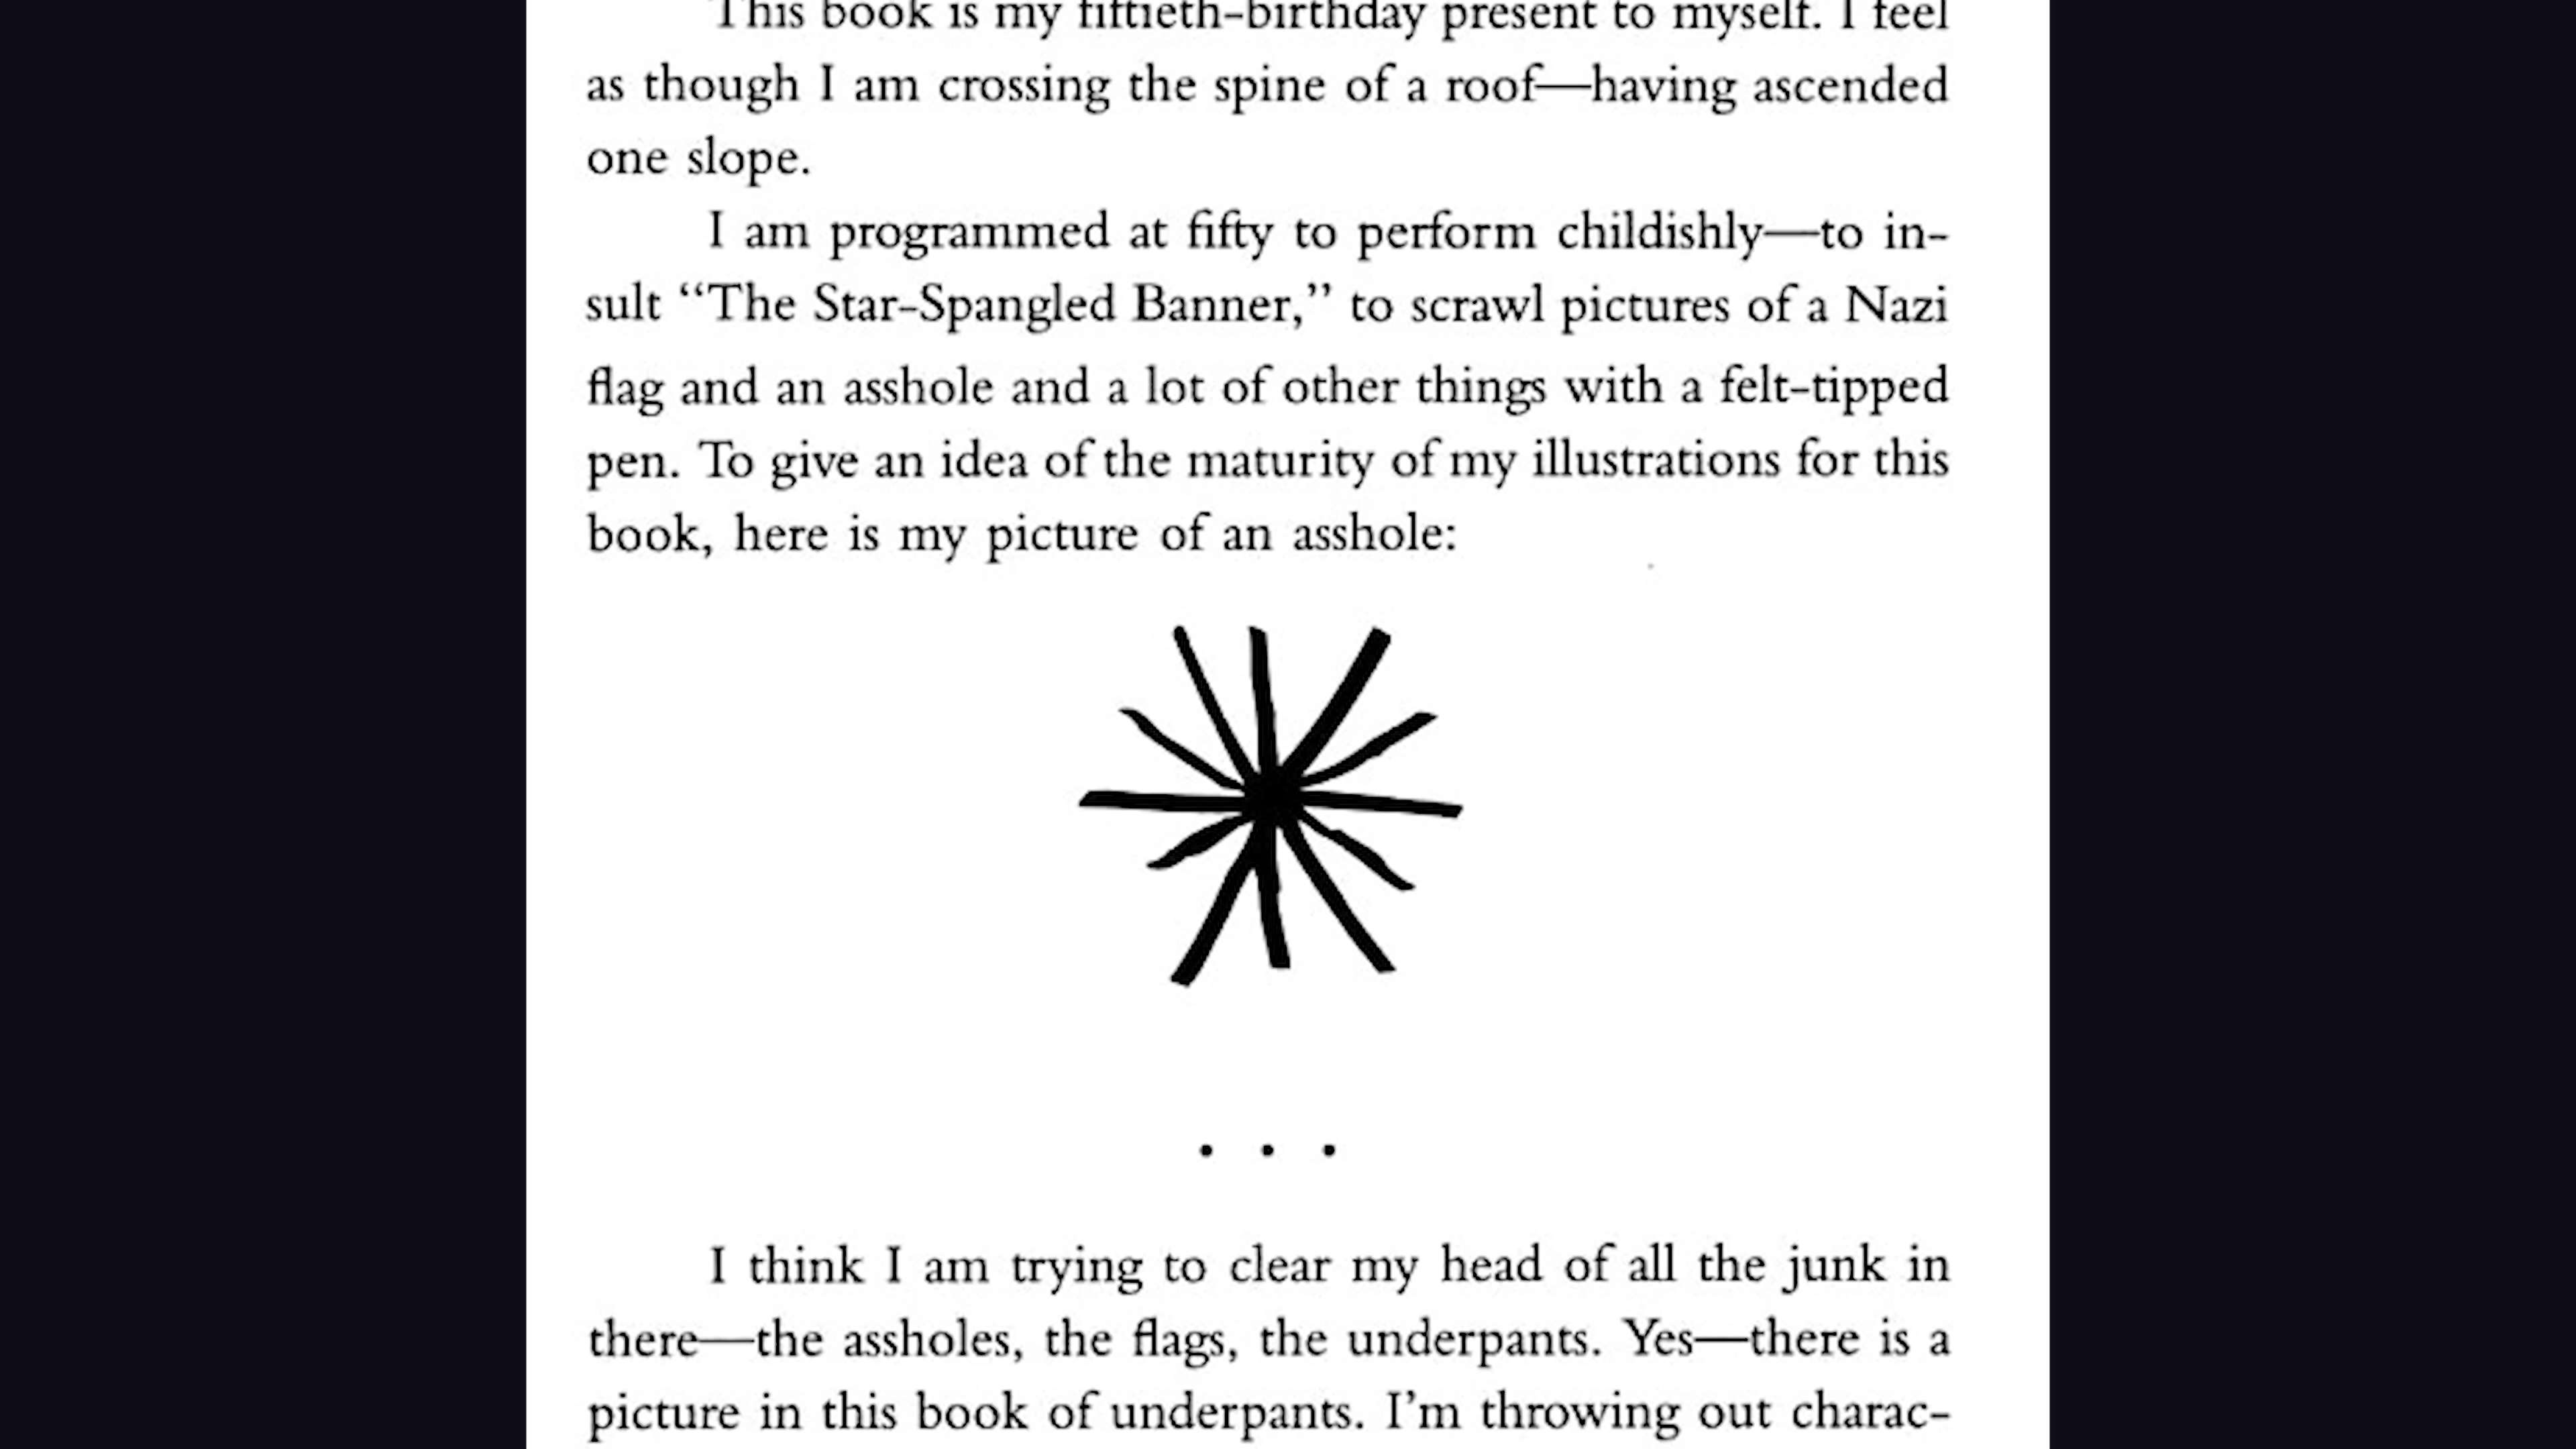 This book is my fiftieth-birthday present to myself. I feel
as though I am crossing the spine of a roof—having ascended
one slope.
I am programmed at fifty to perform childishly—to in-
sult “The Star-Spangled Banner,” to scrawl pictures of a Nazi
flag and an asshole and a lot of other things with a felt-tipped
pen. To give an idea of the maturity of my illustrations for this
book, here is my picture of an asshole:
. . .
I think I am trying to clear my head of all the junk in
there—the assholes, the flags, the underpants. Yes—there is a
picture in this book of underpants. I’m throwing out charac-